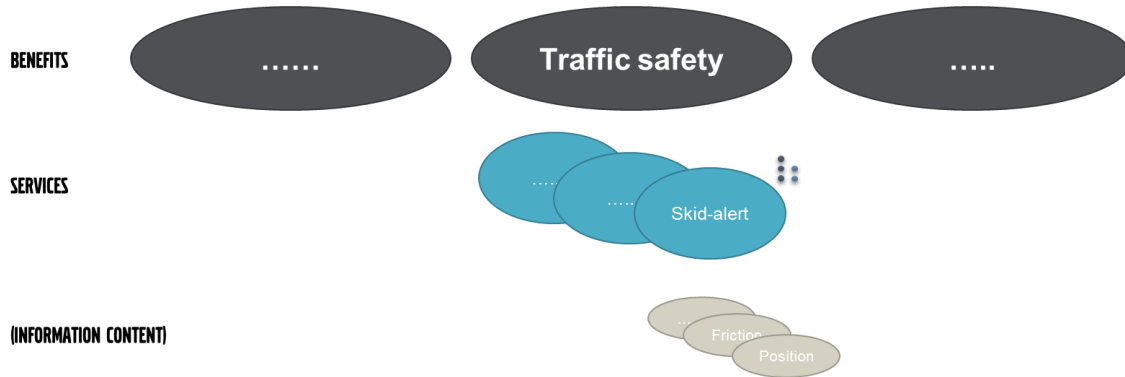 BENEFITS
......
Traffic safety
.....
SERVICES
.....
.....
Skid-alert
(INFORMATION CONTENT)
Friction
Position